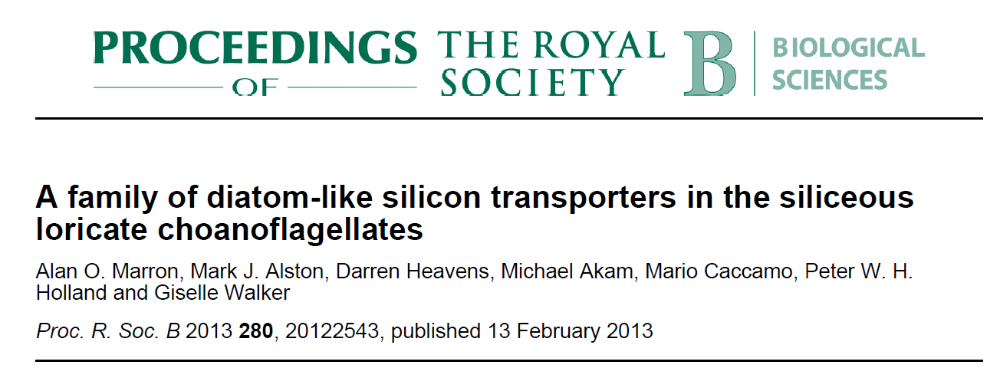 PROCEEDINGS OF THE ROYAL SOCIETY B BIOLOGICAL SCIENCES
A family of diatom-like silicon transporters in the siliceous
loricate choanoflagellates
Alan O. Marron, Mark J. Alston, Darren Heavens, Michael Akam, Mario Caccamo, Peter W. H.
Holland and Giselle Walker
Proc. R. Soc. B 2013 280, 20122543, published 13 February 2013